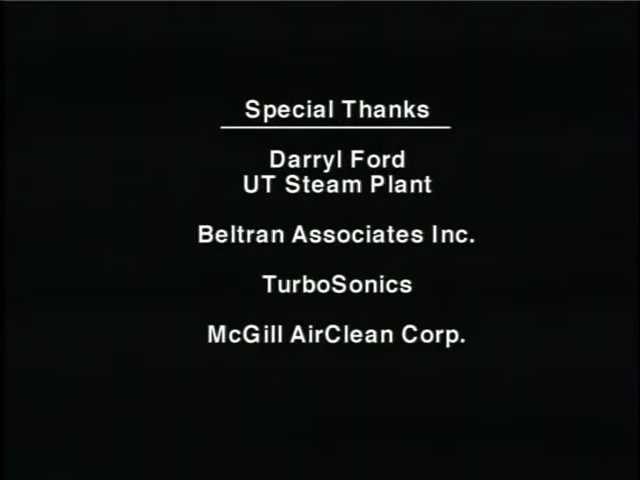 Special Thanks
Darryl Ford
UT Steam Plant
Beltran Associates Inc.
TurboSonics
McGill AirClean Corp.